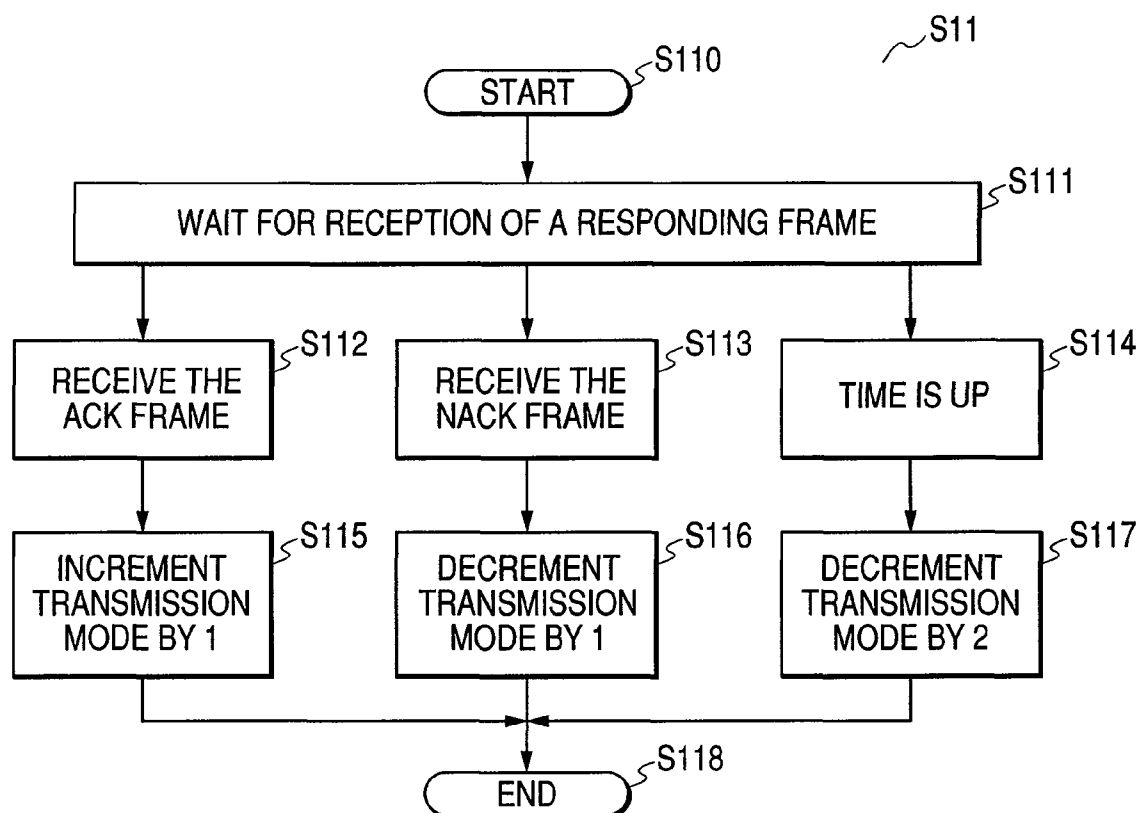 S11
S110
START
S111
WAIT FOR RECEPTION OF A RESPONDING FRAME
S112
RECEIVE THE
ACK FRAME
S113
RECEIVE THE
NACK FRAME
S114
TIME IS UP
S115
INCREMENT
TRANSMISSION
MODE BY 1
S116
DECREMENT
TRANSMISSION
MODE BY 1
S117
DECREMENT
TRANSMISSION
MODE BY 2
S118
END